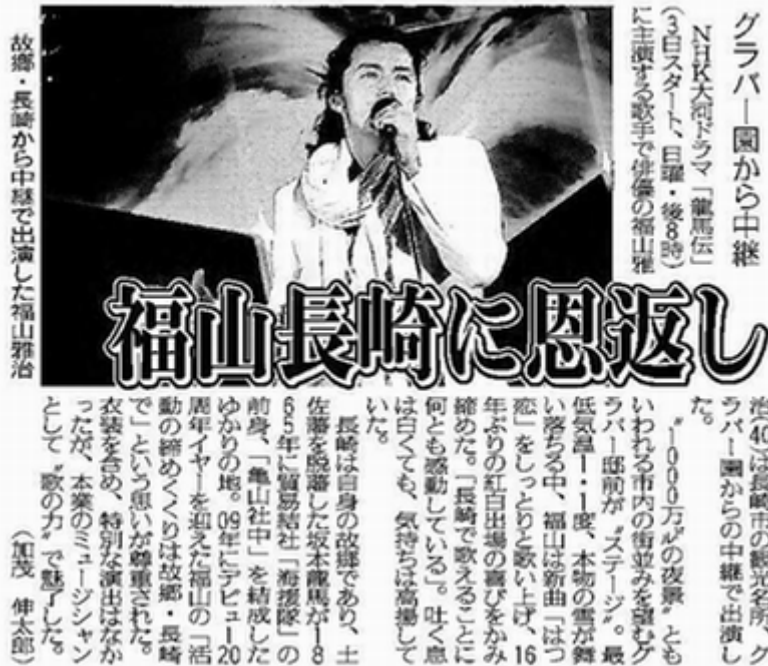 グラバー園から中継
NHK大河ドラマ「龍馬伝」
(3日スタート、日曜・後8時)
に主演する歌手で俳優の福山雅
治(40)は長崎市の観光名所、グ
ラバー園からの中継で出演し
た。
福山長崎に恩返し
故郷・長崎から中継で出演した福山雅治
〝1000万㌦の夜景〟とも
いわれる市内の街並みを望むグ
ラバー邸前が〝ステージ〟。最
低気温1・1度、本物の雪が舞
い落ちる中、福山は新曲「はつ
恋」をしっとりと歌い上げ、16
年ぶりの紅白出場の喜びをかみ
締めた。「長崎で歌えることに
何とも感動している」。吐く息
は白くても、気持ちは高揚して
いた。
長崎は自身の故郷であり、土
佐藩を脱藩した坂本龍馬が18
65年に貿易結社「海援隊」の
前身、「亀山社中」を結成した
ゆかりの地。09年にデビュー20
周年イヤーを迎えた福山の「活
動の締めくくりは故郷・長崎
で」という思いが尊重された。
衣装を含め、特別な演出はなか
ったが、本業のミュージシャン
として〝歌の力〟で魅了した。
(加茂 伸太郎)